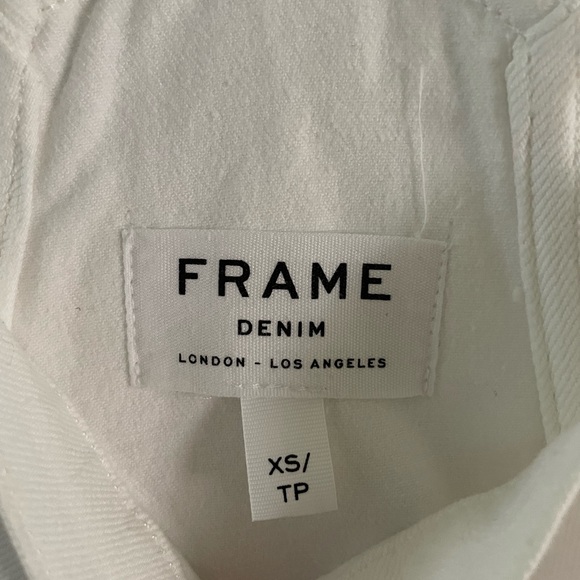 FRAME
DENIM
LONDON - LOS ANGELES
XS/
TP